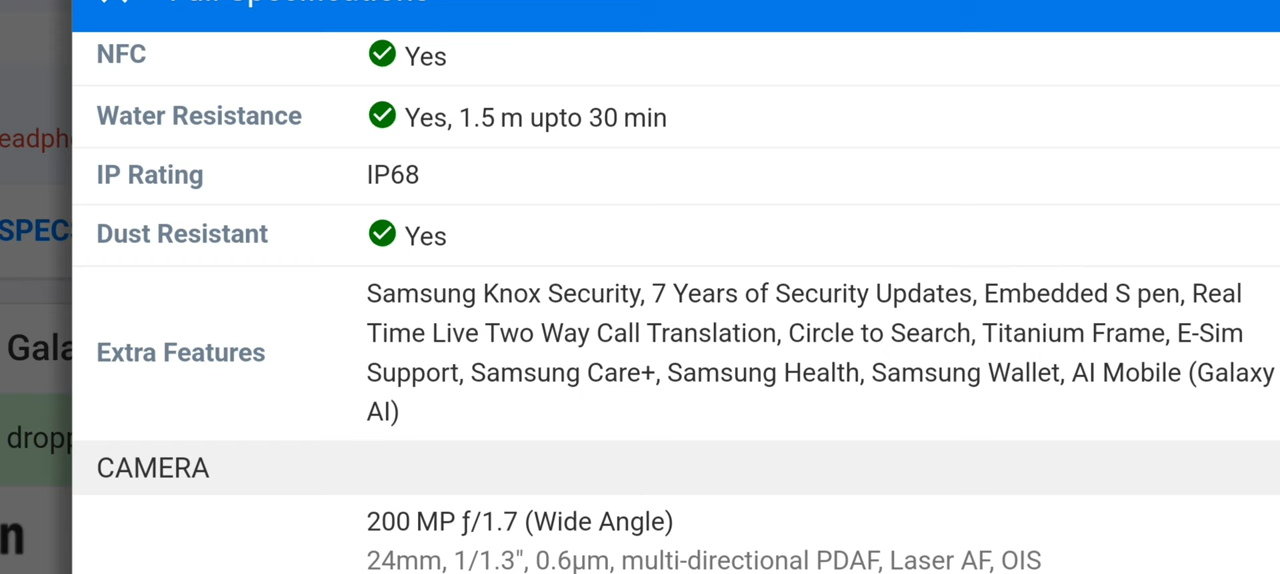 NFC
Yes
Water Resistance
Yes, 1.5 m upto 30 min
IP Rating
IP68
Dust Resistant
Yes
Extra Features
Samsung Knox Security, 7 Years of Security Updates, Embedded S pen, Real
Time Live Two Way Call Translation, Circle to Search, Titanium Frame, E-Sim
Support, Samsung Care+, Samsung Health, Samsung Wallet, AI Mobile (Galaxy
AI)
CAMERA
200 MP ƒ/1.7 (Wide Angle)
24mm, 1/1.3", 0.6µm, multi-directional PDAF, Laser AF, OIS